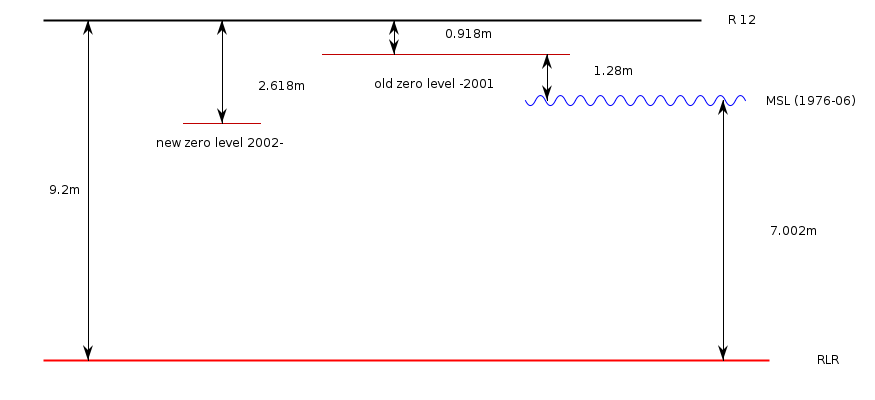 R 12
0.918m
1.28m
old zero level -2001
2.618m
MSL (1976-06)
new zero level 2002-
9.2m
7.002m
RLR